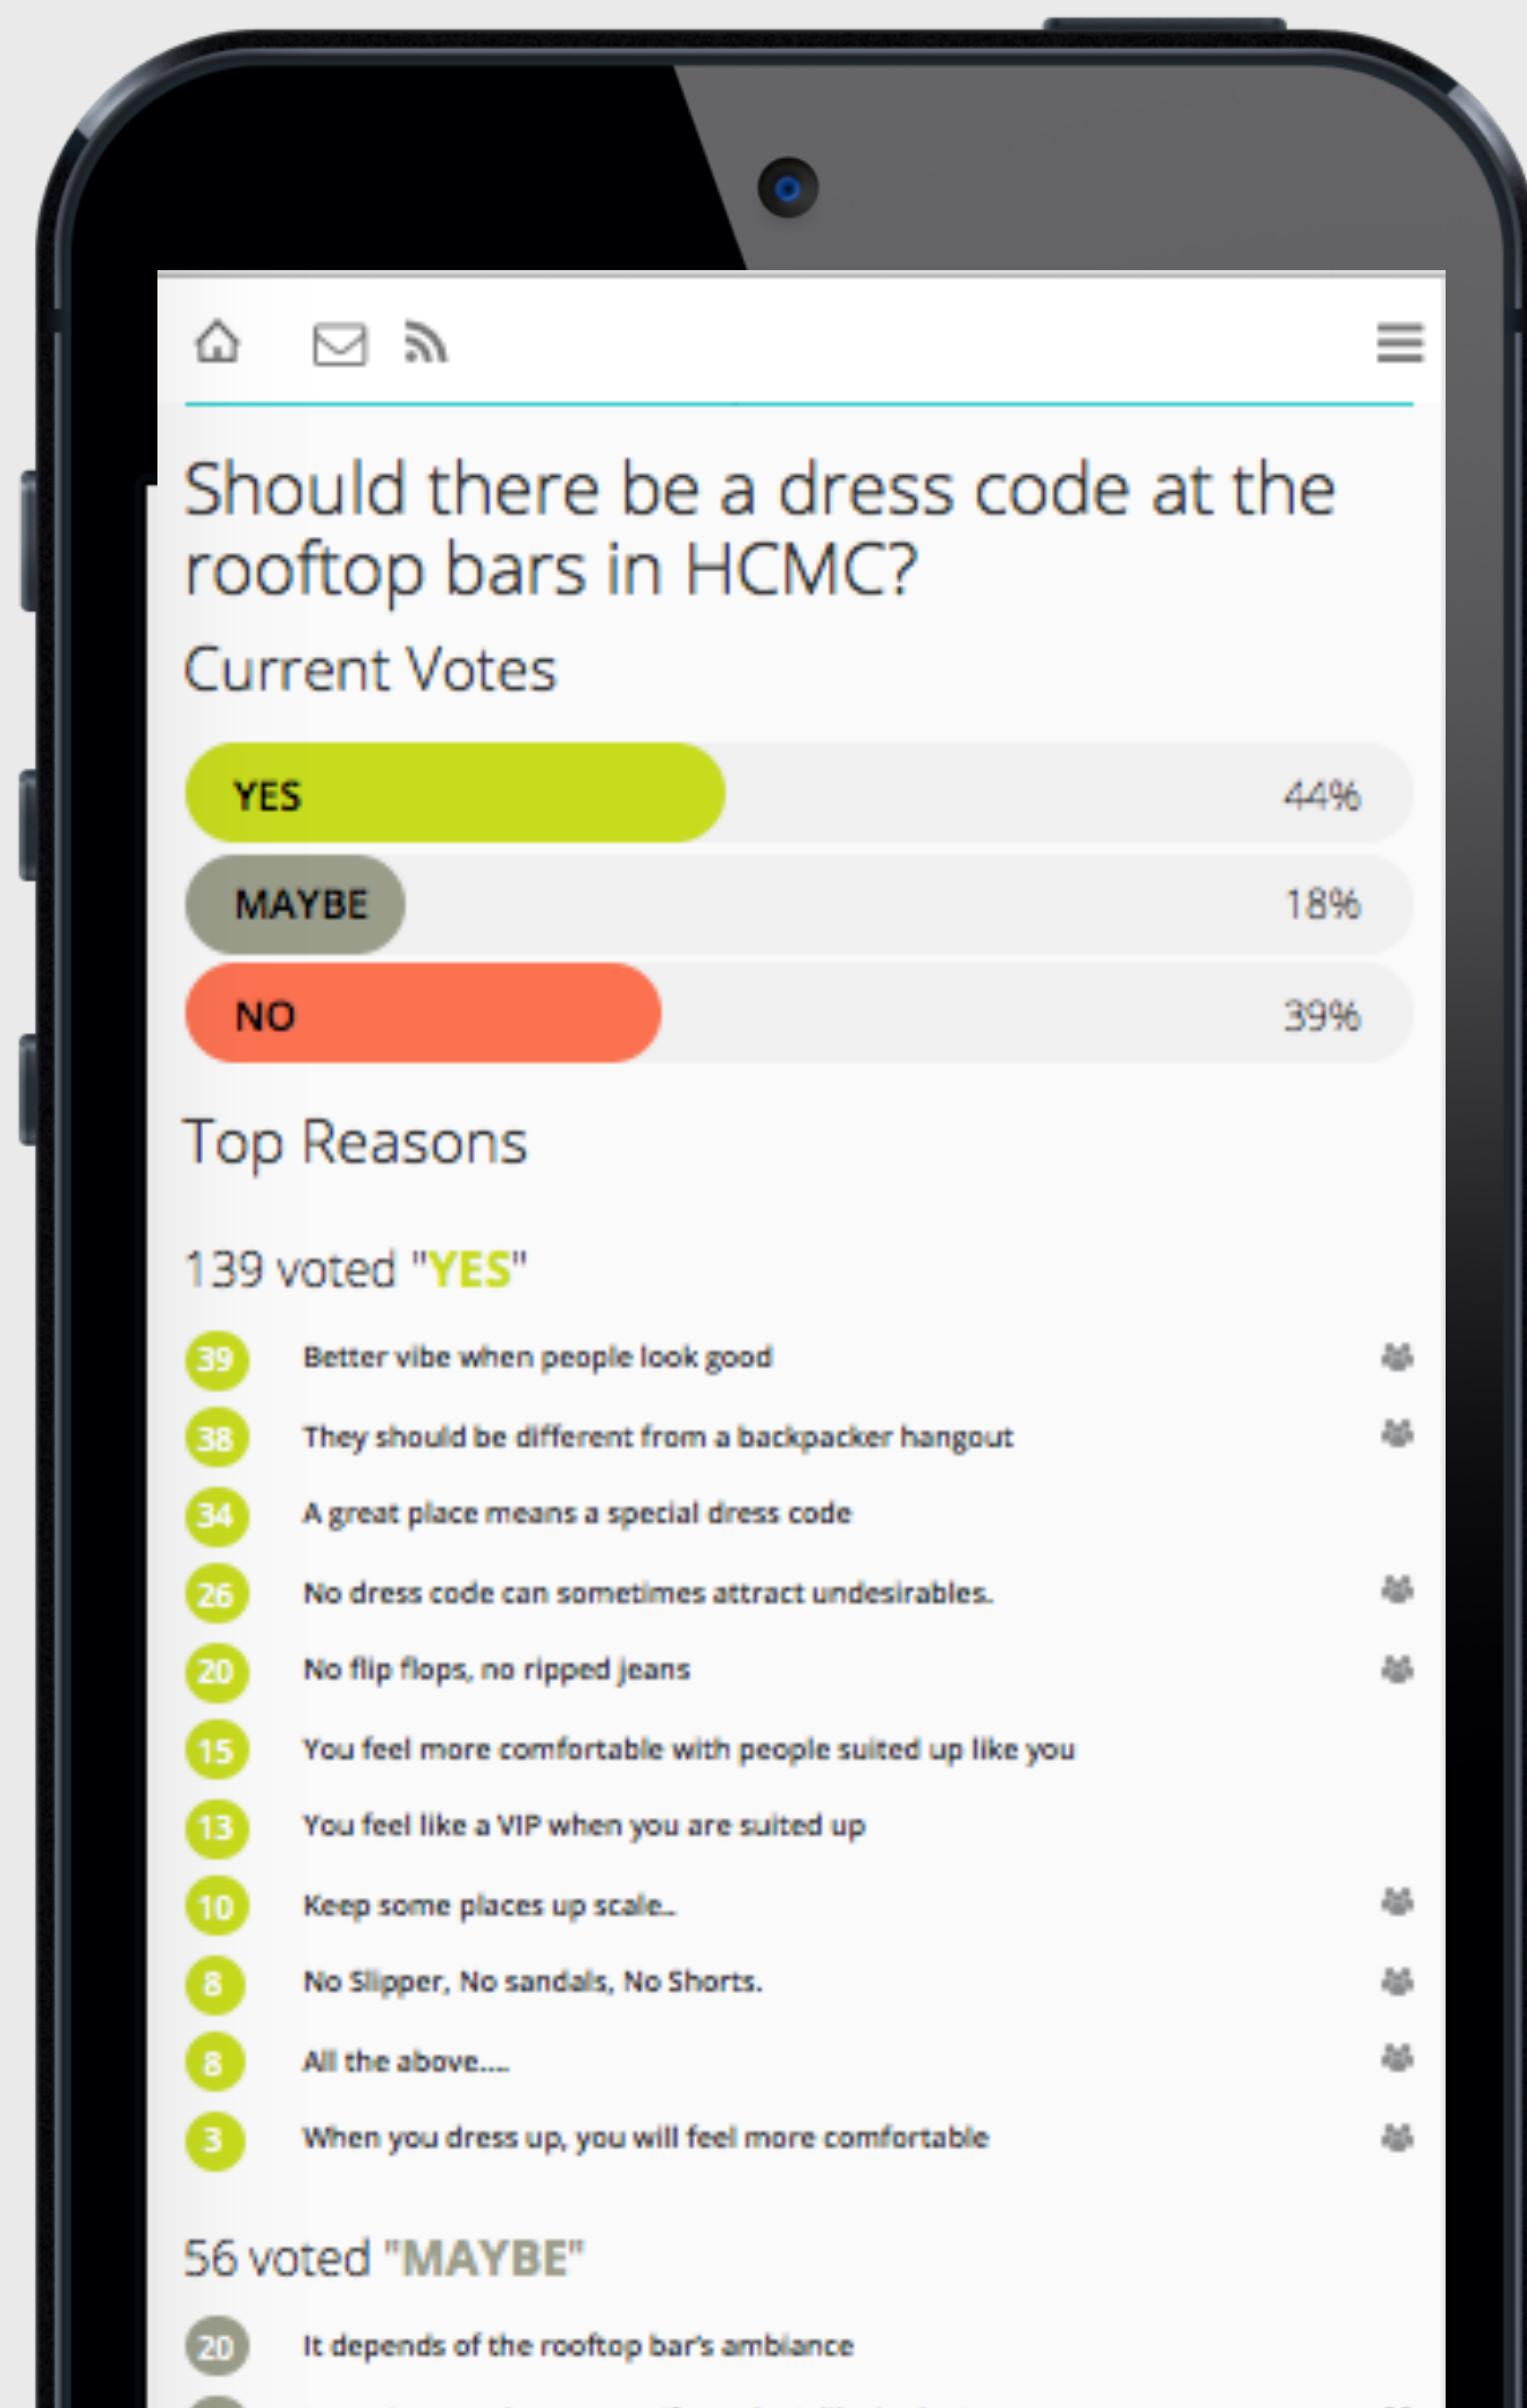 Should there be a dress code at the
rooftop bars in HCMC?
Current Votes
YES 44%
MAYBE 18%
NO 39%
Top Reasons
139 voted "YES"
39 Better vibe when people look good
38 They should be different from a backpacker hangout
34 A great place means a special dress code
26 No dress code can sometimes attract undesirables.
20 No flip flops, no ripped jeans
15 You feel more comfortable with people suited up like you
13 You feel like a VIP when you are suited up
10 Keep some places up scale..
8 No Slipper, No sandals, No Shorts.
8 All the above....
3 When you dress up, you will feel more comfortable
56 voted "MAYBE"
20 It depends of the rooftop bar's ambiance